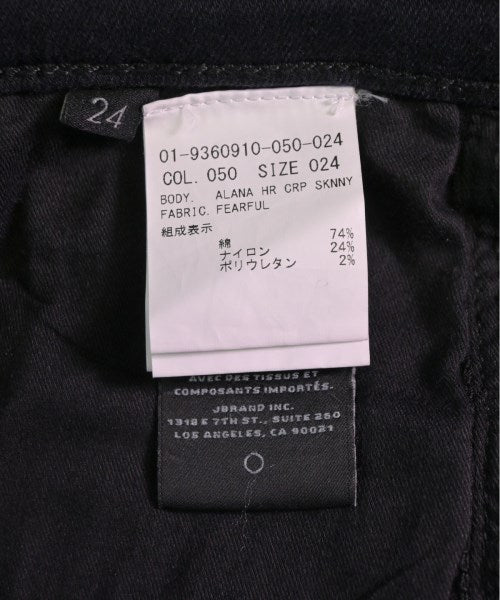 24
01-9360910-050-024
COL. 050 SIZE 024
BODY. ALANA HR CRP SKNNY
FABRIC. FEARFUL
組成表示
綿 74%
ナイロン 24%
ポリウレタン 2%
AVEC DES TISSUS ET
COMPOSANTS IMPORTÉS.
JBRAND INC.
1318 E 7TH ST., SUITE 260
LOS ANGELES, CA 90021